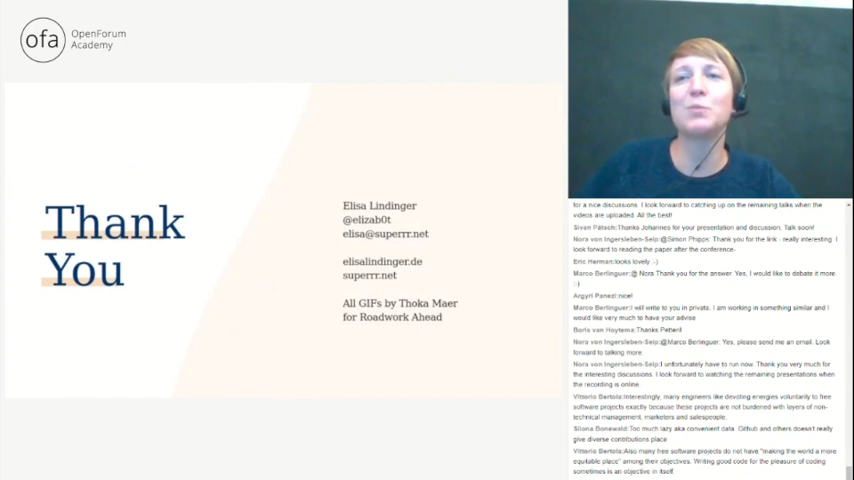 ofa
OpenForum
Academy
Thank
You
Elisa Lindinger
@elizab0t
elisa@superrr.net
elisalindinger.de
superrr.net
All GIFs by Thoka Maer
for Roadwork Ahead
for a nice discussions. I look forward to catching up on the remaining talks when the
videos are uploaded. All the best!
Sivan Pätsch:Thanks Johannes for your presentation and discussion. Talk soon!
Nora von Ingersleben-Seip:@Simon Phipps: Thank you for the link - really interesting. I
look forward to reading the paper after the conference-
Eric Herman:looks lovely :-)
Marco Berlinguer:@ Nora Thank you for the answer. Yes, I would like to debate it more.
:)
Argyri Panezi:nice!
Marco Berlinguer:I will write to you in private. I am working in something similar and I
would like very much to have your advise
Boris van Hoytema:Thanks Petteri!
Nora von Ingersleben-Seip:@Marco Berlinguer: Yes, please send me an email. Look
forward to talking more
Nora von Ingersleben-Seip:I unfortunately have to run now. Thank you very much for
the interesting discussions. I look forward to watching the remaining presentations when
the recording is online.
Vittorio Bertola:Interestingly, many engineers like devoting energies voluntarily to free
software projects exactly because these projects are not burdened with layers of non-
technical management, marketers and salespeople.
Silona Bonewald:Too much lazy aka convenient data. Github and others doesn't really
give diverse contributions place
Vittorio Bertola:Also many free software projects do not have "making the world a more
equitable place" among their objectives. Writing good code for the pleasure of coding
sometimes is an objective in itself.